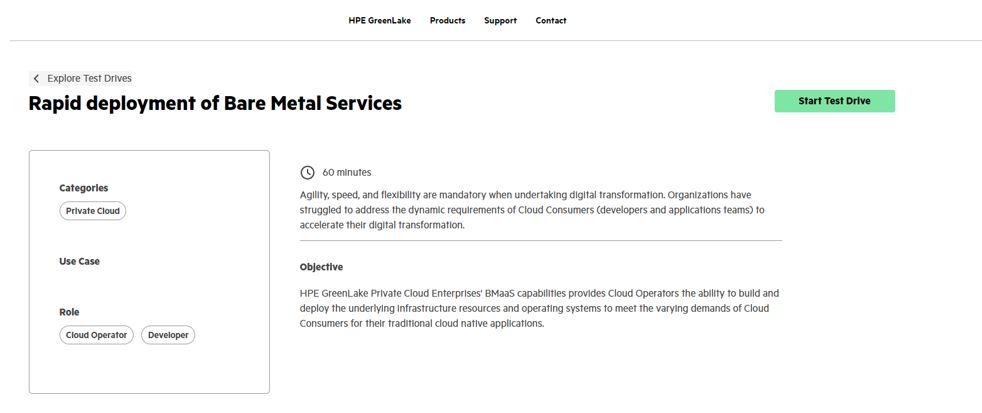 HPE GreenLake Products Support Contact
Explore Test Drives
Rapid deployment of Bare Metal Services
Start Test Drive
Categories
Private Cloud
Use Case
Role
Cloud Operator Developer
60 minutes
Agility, speed, and flexibility are mandatory when undertaking digital transformation. Organizations have
struggled to address the dynamic requirements of Cloud Consumers (developers and applications teams) to
accelerate their digital transformation.
Objective
HPE GreenLake Private Cloud Enterprises' BMaaS capabilities provides Cloud Operators the ability to build and
deploy the underlying infrastructure resources and operating systems to meet the varying demands of Cloud
Consumers for their traditional cloud native applications.